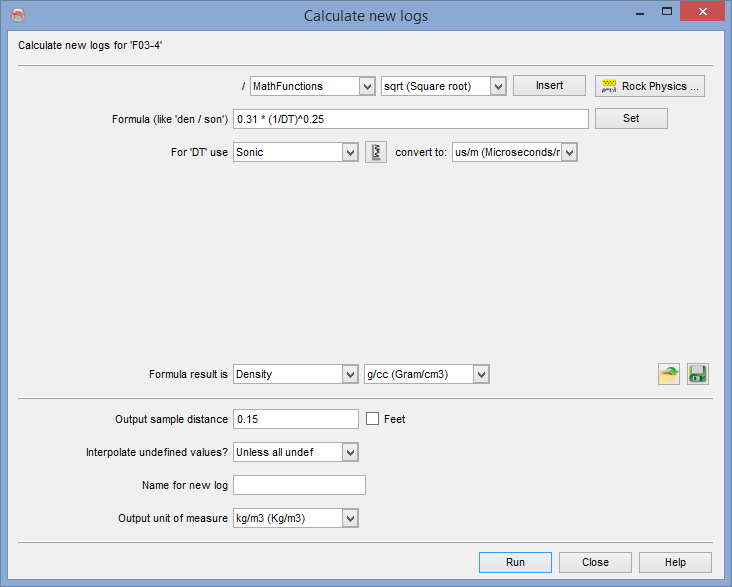 Calculate new logs
Calculate new logs for 'F03-4'
/ MathFunctions sqrt (Square root) Insert Rock Physics ...
Formula (like 'den / son') 0.31 * (1/DT)^0.25 Set
For 'DT' use Sonic convert to: us/m (Microseconds/
Formula result is Density g/cc (Gram/cm3)
Output sample distance 0.15 Feet
Interpolate undefined values? Unless all undef
Name for new log
Output unit of measure kg/m3 (Kg/m3)
Run Close Help